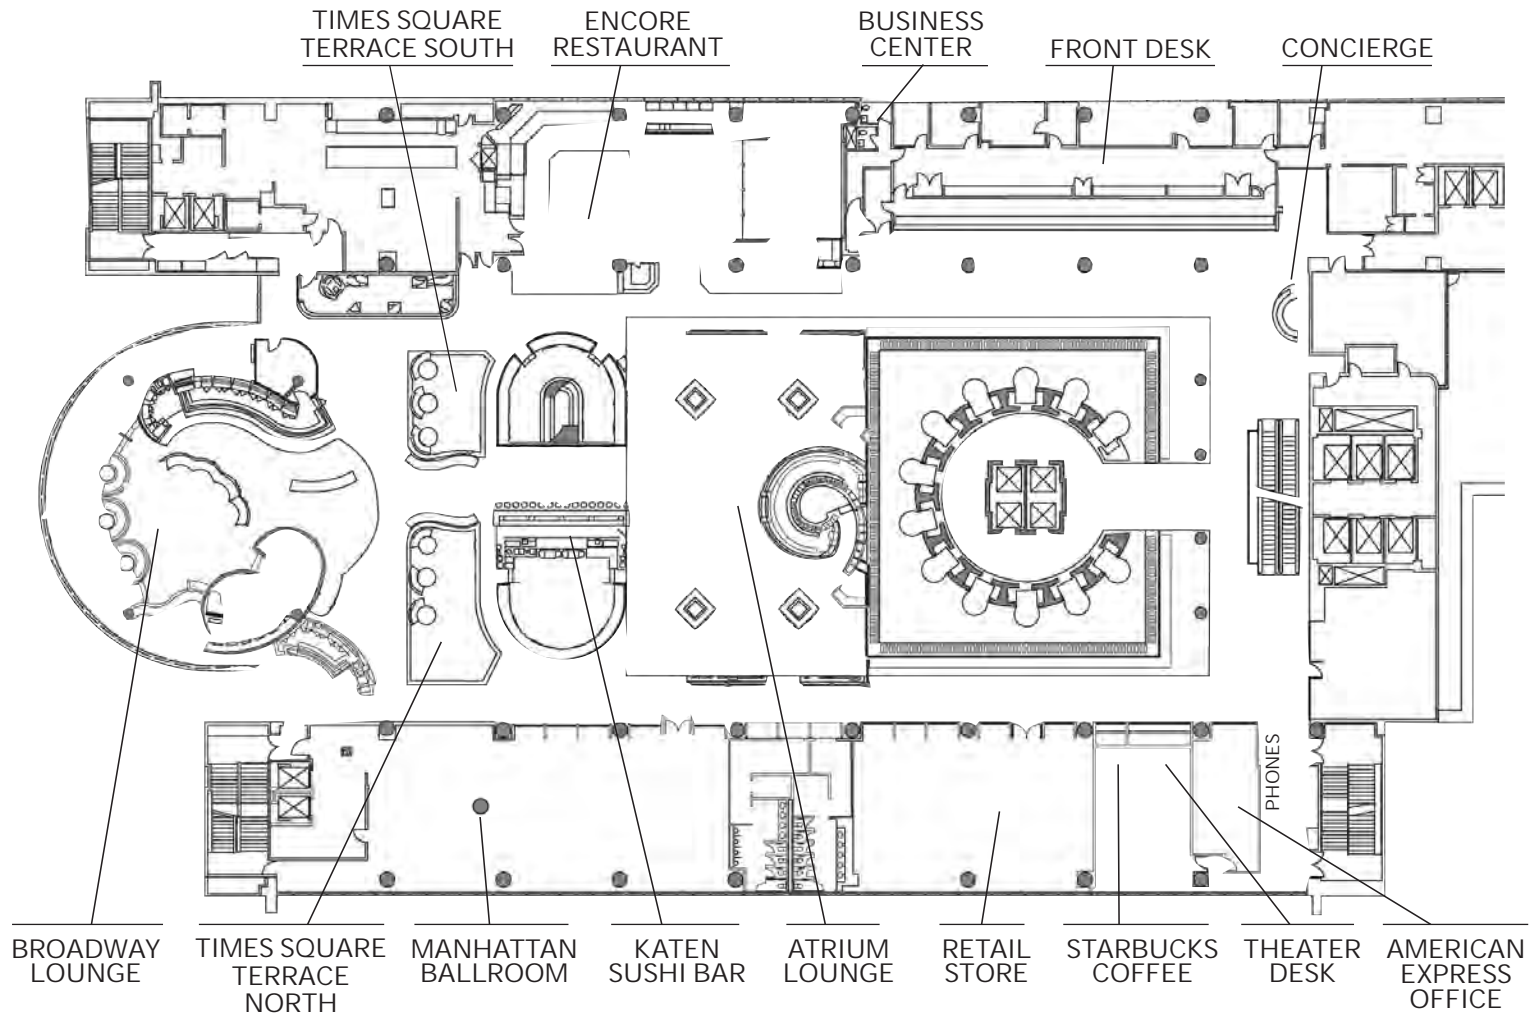 TIMES SQUARE
TERRACE SOUTH
ENCORE
RESTAURANT
BUSINESS
CENTER
FRONT DESK
CONCIERGE
PHONES
BROADWAY
LOUNGE
TIMES SQUARE
TERRACE
NORTH
MANHATTAN
BALLROOM
KATEN
SUSHI BAR
ATRIUM
LOUNGE
RETAIL
STORE
STARBUCKS
COFFEE
THEATER
DESK
AMERICAN
EXPRESS
OFFICE